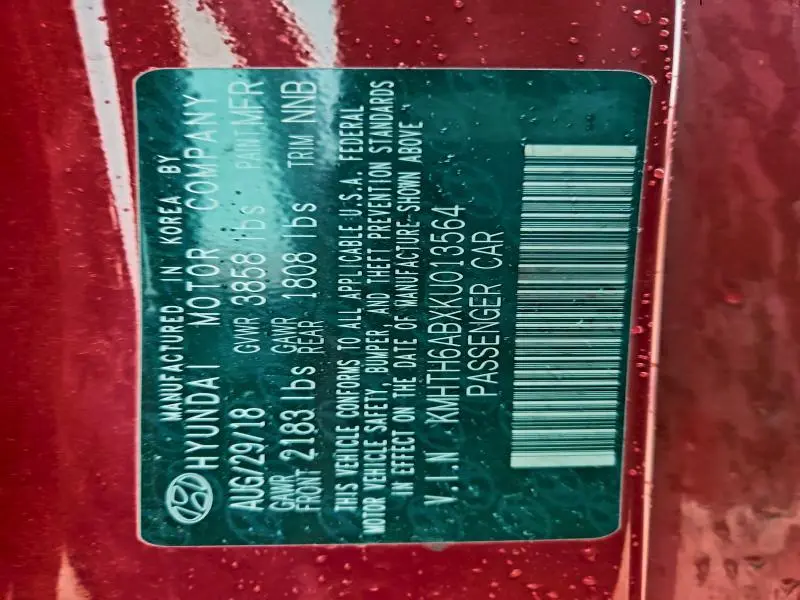 MANUFACTURED IN KOREA BY
HYUNDAI MOTOR COMPANY
AUG/29/18 GVWR 3858 lbs PAINT MFR
GAWR FRONT 2183 lbs GAWR REAR 1808 lbs TRIM NNB
THIS VEHICLE CONFORMS TO ALL APPLICABLE U.S.A. FEDERAL
MOTOR VEHICLE SAFETY, BUMPER, AND THEFT PREVENTION STANDARDS
IN EFFECT ON THE DATE OF MANUFACTURE SHOWN ABOVE
V.I.N KMHTH6ABXKU013564
PASSENGER CAR